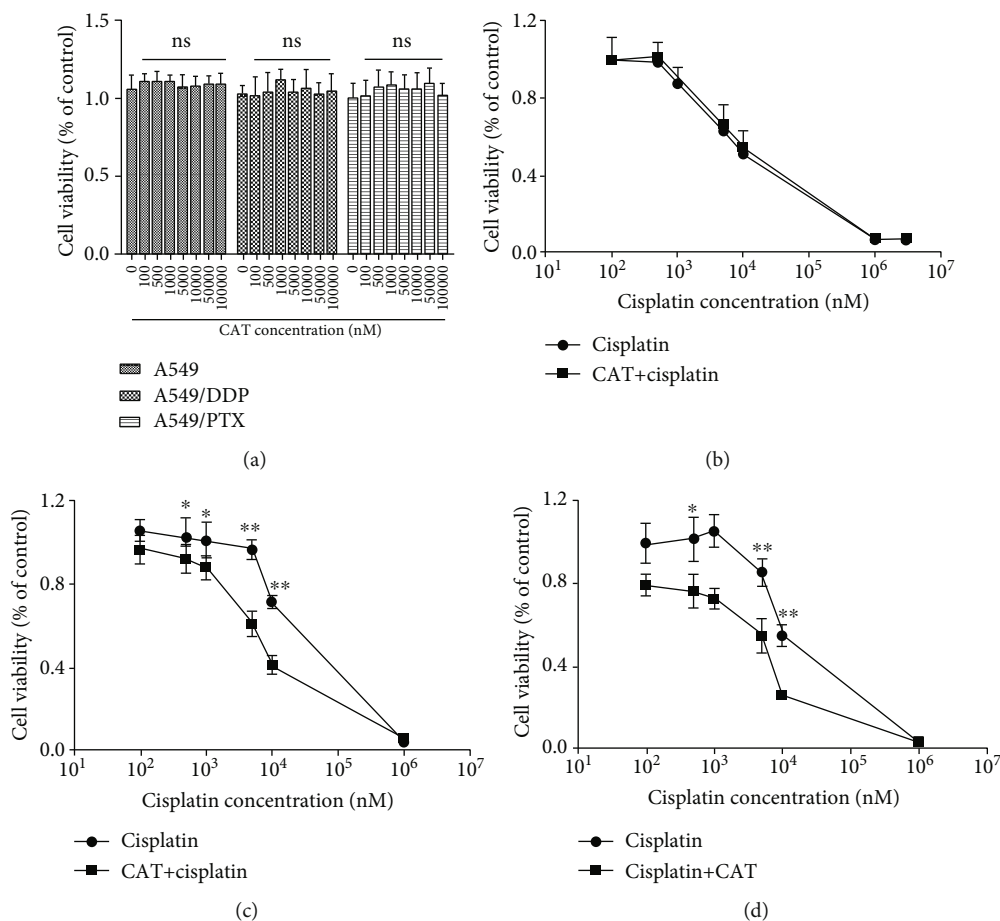 1.5
1.0
0.5
0.0
Cell viability (% of control)
ns
ns
ns
0
100
500
1000
5000
10000
50000
100000
0
100
500
1000
5000
10000
50000
100000
0
100
500
1000
5000
10000
50000
100000
CAT concentration (nM)
A549
A549/DDP
A549/PTX
(a)
1.2
0.8
0.4
0.0
Cell viability (% of control)
10¹ 10² 10³ 10⁴ 10⁵ 10⁶ 10⁷
Cisplatin concentration (nM)
Cisplatin
CAT+cisplatin
(b)
1.2
0.8
0.4
0.0
Cell viability (% of control)
* * ** **
10¹ 10² 10³ 10⁴ 10⁵ 10⁶ 10⁷
Cisplatin concentration (nM)
Cisplatin
CAT+cisplatin
(c)
1.2
0.8
0.4
0.0
Cell viability (% of control)
* ** **
10¹ 10² 10³ 10⁴ 10⁵ 10⁶ 10⁷
Cisplatin concentration (nM)
Cisplatin
Cisplatin+CAT
(d)